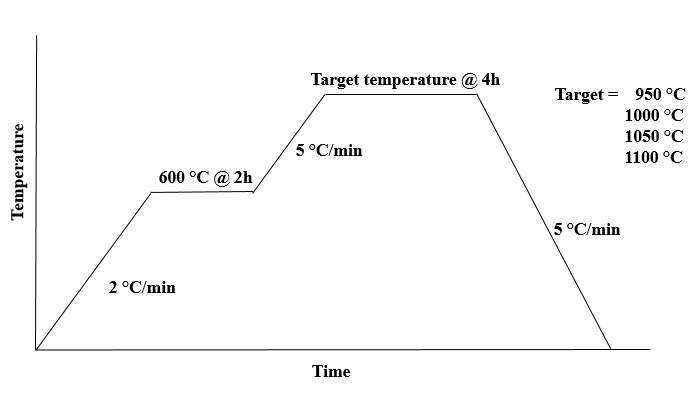 Target temperature @ 4h
Target = 950 °C
1000 °C
1050 °C
1100 °C
5 °C/min
600 °C @ 2h
5 °C/min
2 °C/min
Temperature
Time